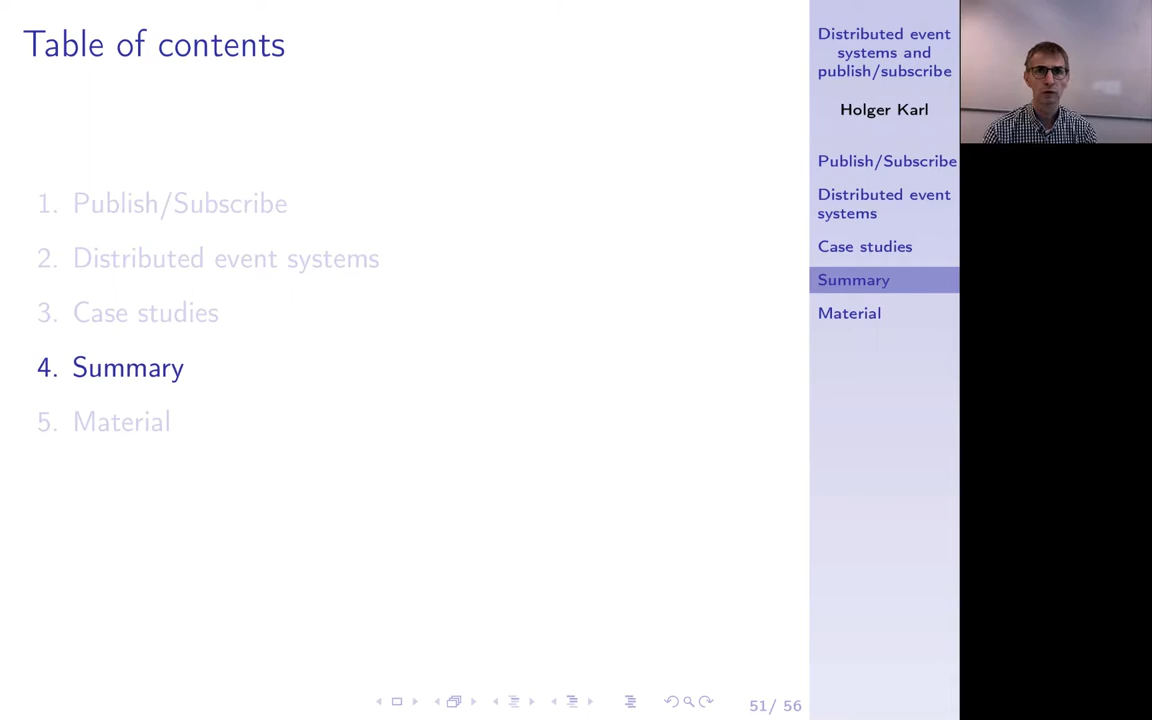 Table of contents
1. Publish/Subscribe
2. Distributed event systems
3. Case studies
4. Summary
5. Material
51/ 56
Distributed event
systems and
publish/subscribe
Holger Karl
Publish/Subscribe
Distributed event
systems
Case studies
Summary
Material